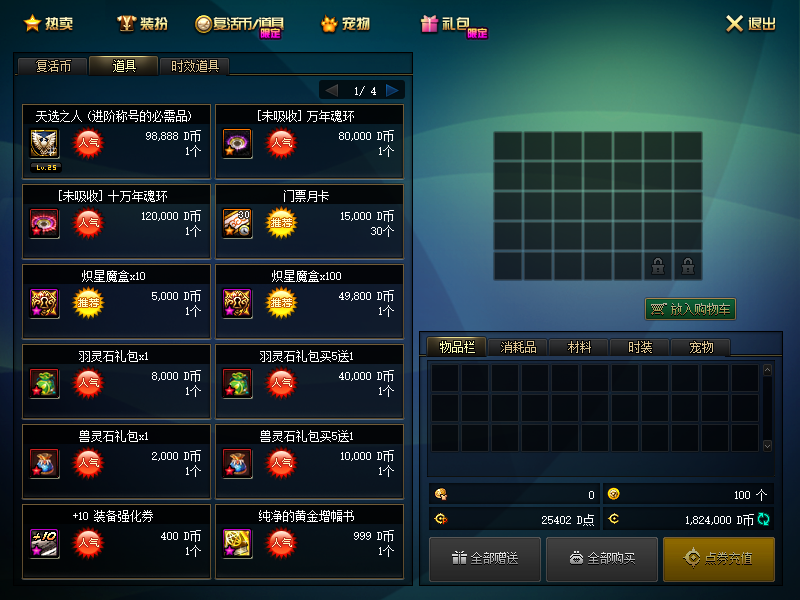 热卖
装扮
复活币/道具
限定
宠物
礼包
限定
退出
复活币
道具
时效道具
1/ 4
天选之人 (进阶称号的必需品)
人气
98,888 D币
1个
Lv.25
[未吸收] 万年魂环
人气
80,000 D币
1个
[未吸收] 十万年魂环
人气
120,000 D币
1个
门票月卡
30
推荐
15,000 D币
30个
炽星魔盒x10
推荐
5,000 D币
1个
炽星魔盒x100
推荐
49,800 D币
1个
羽灵石礼包x1
人气
8,000 D币
1个
羽灵石礼包买5送1
人气
40,000 D币
1个
兽灵石礼包x1
人气
2,000 D币
1个
兽灵石礼包买5送1
人气
10,000 D币
1个
+10 装备强化券
+10
人气
400 D币
1个
纯净的黄金增幅书
人气
999 D币
1个
放入购物车
物品栏
消耗品
材料
时装
宠物
0
100 个
25402 D点
1,824,000 D币
全部赠送
全部购买
点券充值